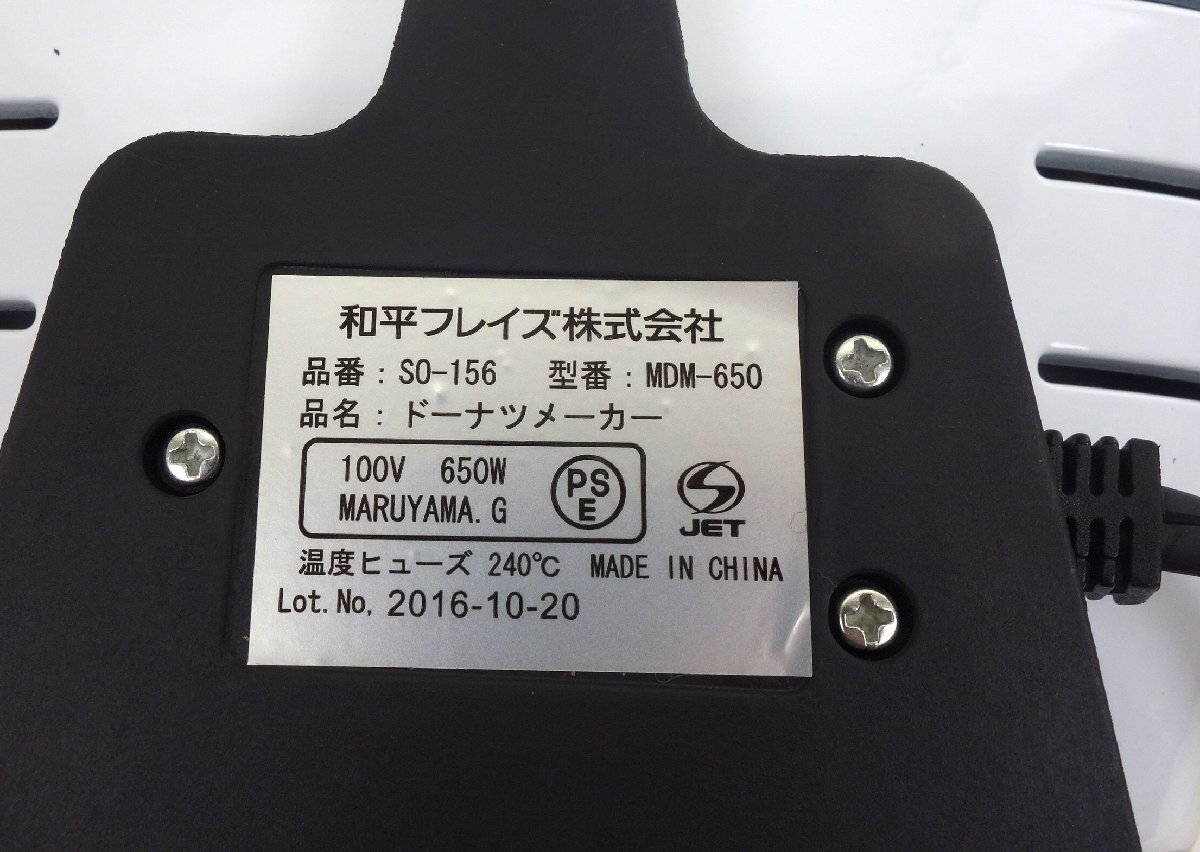 和平フレイズ株式会社
品番：SO-156 型番：MDM-650
品名：ドーナツメーカー
100V 650W
MARUYAMA. G
PS
E
JET
温度ヒューズ 240℃ MADE IN CHINA
Lot. No, 2016-10-20